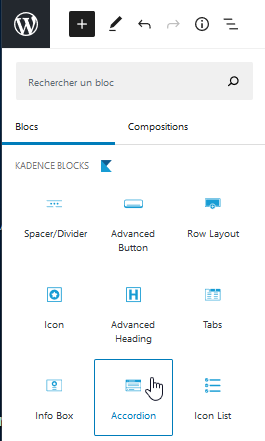 Rechercher un bloc
Blocs
Compositions
KADENCE BLOCKS
Spacer/Divider
Advanced
Button
Row Layout
Icon
Advanced
Heading
Tabs
Info Box
Accordion
Icon List